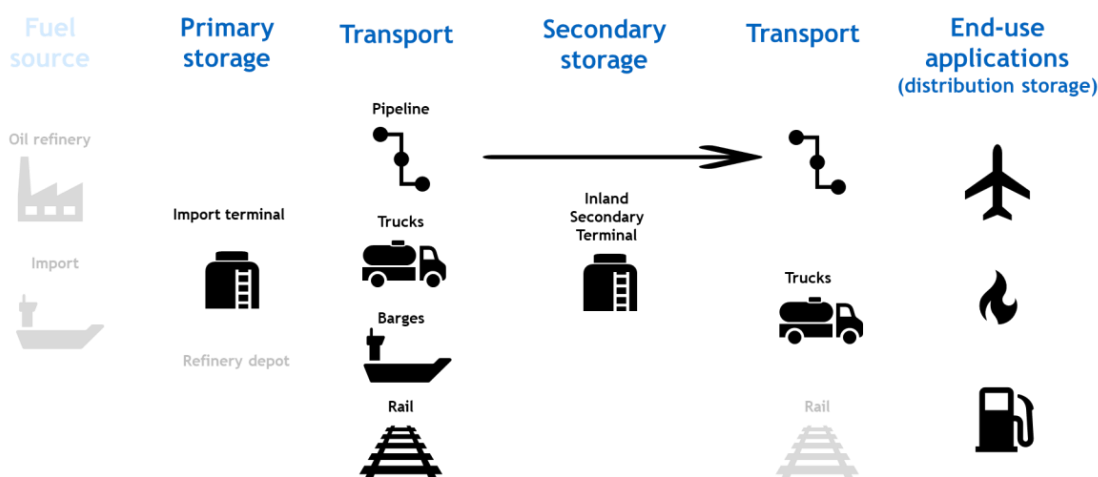 Fuel
source
Primary
storage
Transport
Secondary
storage
Transport
End-use
applications
(distribution storage)
Oil refinery
Import
Import terminal
Refinery depot
Pipeline
Trucks
Barges
Rail
Inland
Secondary
Terminal
Trucks
Rail